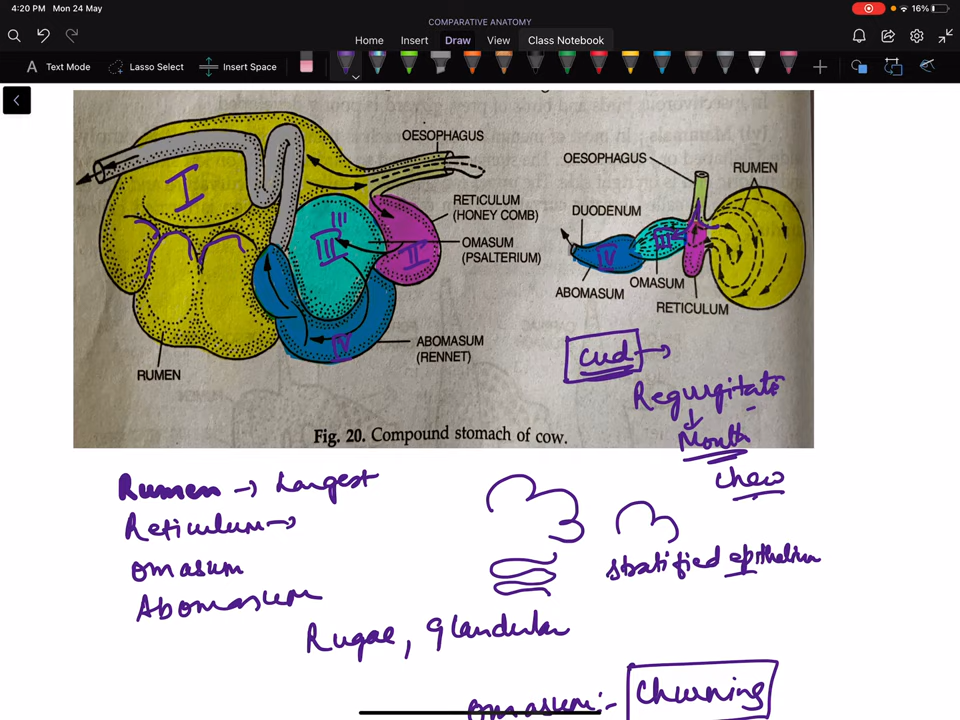 4:20 PM Mon 24 May
16%
COMPARATIVE ANATOMY
Home Insert Draw View Class Notebook
Text Mode Lasso Select Insert Space
OESOPHAGUS
RETICULUM
(HONEY COMB)
OMASUM
(PSALTERIUM)
ABOMASUM
(RENNET)
RUMEN
I
II
III
III
IV
OESOPHAGUS
RUMEN
DUODENUM
IV
III
OMASUM
ABOMASUM
RETICULUM
Fig. 20. Compound stomach of cow.
cud →
Regurgitate
↓
Mouth
chew
Rumen → Largest
Reticulum →
omasum
Abomasum
stratified epithelium
Rugae, glandular
omasum:- Churning